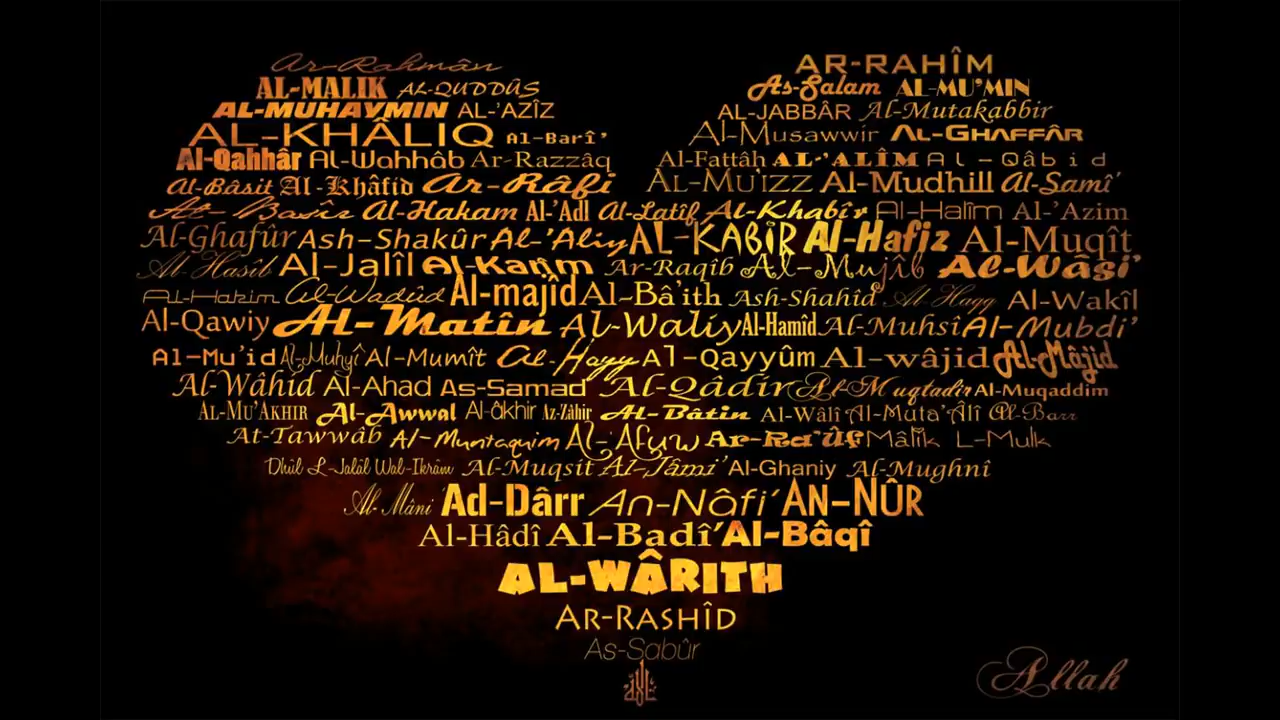 Ar-Rahmân AR-RAHÎM
AL-MALIK AL-QUDDÛS As-Salam AL-MU'MIN
AL-MUHAYMIN AL-'AZÎZ AL-JABBÂR Al-Mutakabbir
AL-KHÂLIQ Al-Barî' Al-Musawwir AL-GHAFFÂR
Al-Qahhâr Al-Wahhâb Ar-Razzâq Al-Fattâh AL-'ALÎM Al-Qâbid
Al-Bâsit Al-Khâfid Ar-Râfi AL-MU'IZZ Al-Mudhill Al-Samî'
Al-Basîr Al-Hakam Al-'Adl Al-Latîf Al-Khabîr Al-Halîm Al-'Azim
Al-Ghafûr Ash-Shakûr Al-'Aliy AL-KABÎR Al-Hafiz Al-Muqît
Al-Hasîb Al-Jalîl Al-Karîm Ar-Raqîb Al-Mujîb Al-Wâsi'
Al-Hakim Al-Wadûd Al-majîd Al-Bâ'ith Ash-Shahîd Al-Haqq Al-Wakîl
Al-Qawiy Al-Matîn Al-Waliy Al-Hamîd Al-Muhsî Al-Mubdi'
Al-Mu'id Al-Muhyî Al-Mumît Al-Hayy Al-Qayyûm Al-wâjid Al-Mâjid
Al-Wâhid Al-Ahad As-Samad Al-Qâdir Al-Muqtadir Al-Muqaddim
AL-MU'AKHIR Al-Awwal Al-âkhir Az-Zâhir Al-Bâtin Al-Wâlî Al-Muta'Âlî Al-Barr
At-Tawwâb Al-Muntaquim Al-'Afuw Ar-Ra'ûf Mâlik L-Mulk
Dhûl L-Jalâl Wal-Ikrâm Al-Muqsit Al-Jâmi' Al-Ghaniy Al-Mughnî
Al-Mâni' Ad-Dârr An-Nâfi' AN-NÛR
Al-Hâdî Al-Badî' Al-Bâqî
AL-WÂRITH
AR-RASHÎD
As-Sabûr
Allah